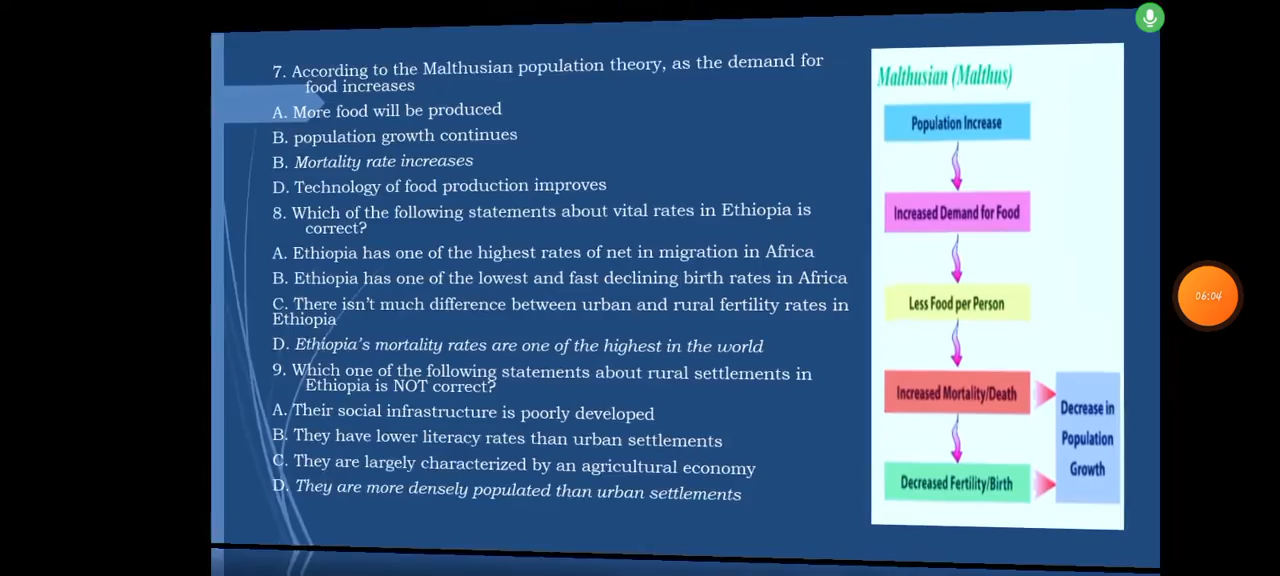 7. According to the Malthusian population theory, as the demand for
food increases
A. More food will be produced
B. population growth continues
B. Mortality rate increases
D. Technology of food production improves
8. Which of the following statements about vital rates in Ethiopia is
correct?
A. Ethiopia has one of the highest rates of net in migration in Africa
B. Ethiopia has one of the lowest and fast declining birth rates in Africa
C. There isn't much difference between urban and rural fertility rates in
Ethiopia
D. Ethiopia's mortality rates are one of the highest in the world
9. Which one of the following statements about rural settlements in
Ethiopia is NOT correct?
A. Their social infrastructure is poorly developed
B. They have lower literacy rates than urban settlements
C. They are largely characterized by an agricultural economy
D. They are more densely populated than urban settlements
Malthusian (Malthus)
Population Increase
Increased Demand for Food
Less Food per Person
Increased Mortality/Death
Decreased Fertility/Birth
Decrease in
Population
Growth
06:04